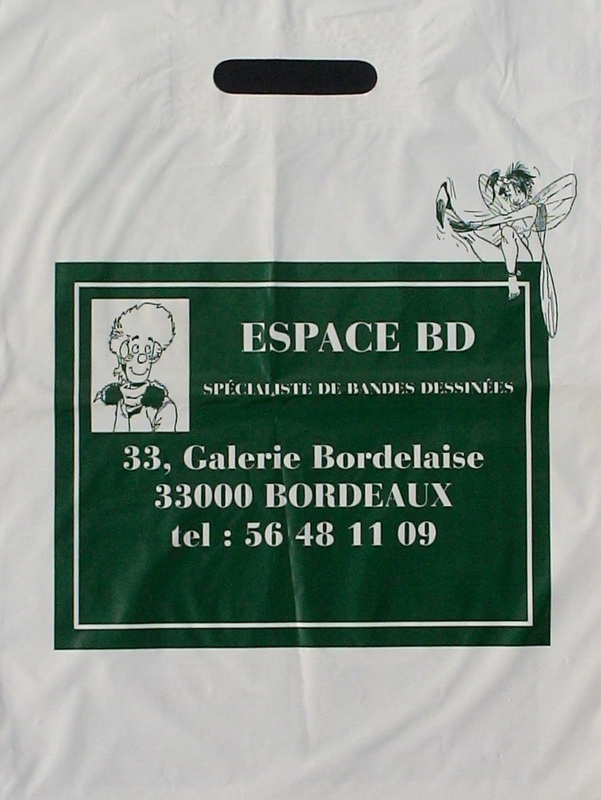 ESPACE BD
SPÉCIALISTE DE BANDES DESSINÉES
33, Galerie Bordelaise
33000 BORDEAUX
tel : 56 48 11 09